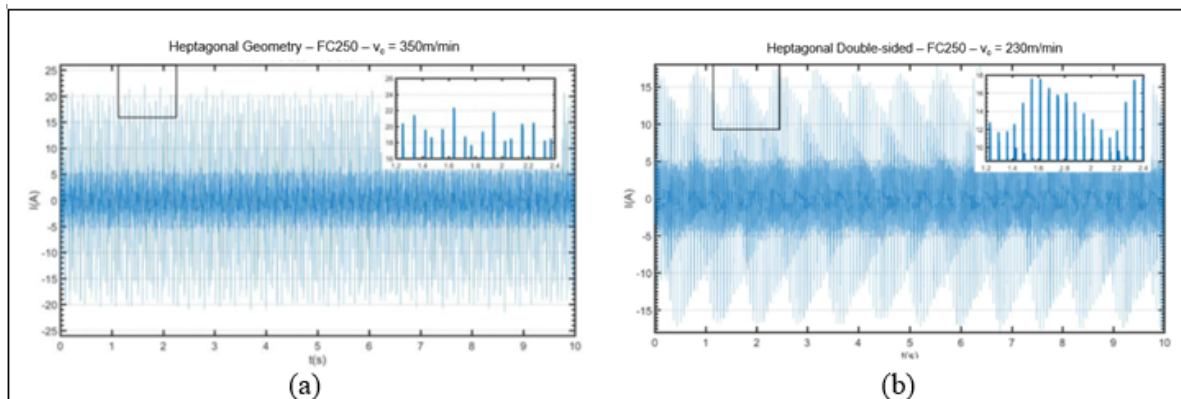 Heptagonal Geometry – FC250 – vc = 350m/min
25
20
15
10
5
0
-5
-10
-15
-20
-25
I(A)
26
24
22
20
18
16
1.2 1.4 1.6 1.8 2 2.2 2.4
0 1 2 3 4 5 6 7 8 9 10
t(s)
(a)
Heptagonal Double-sided – FC250 – vc = 230m/min
15
10
5
0
-5
-10
-15
I(A)
18
16
14
12
10
1.2 1.4 1.6 1.8 2 2.2 2.4
0 1 2 3 4 5 6 7 8 9 10
t(s)
(b)